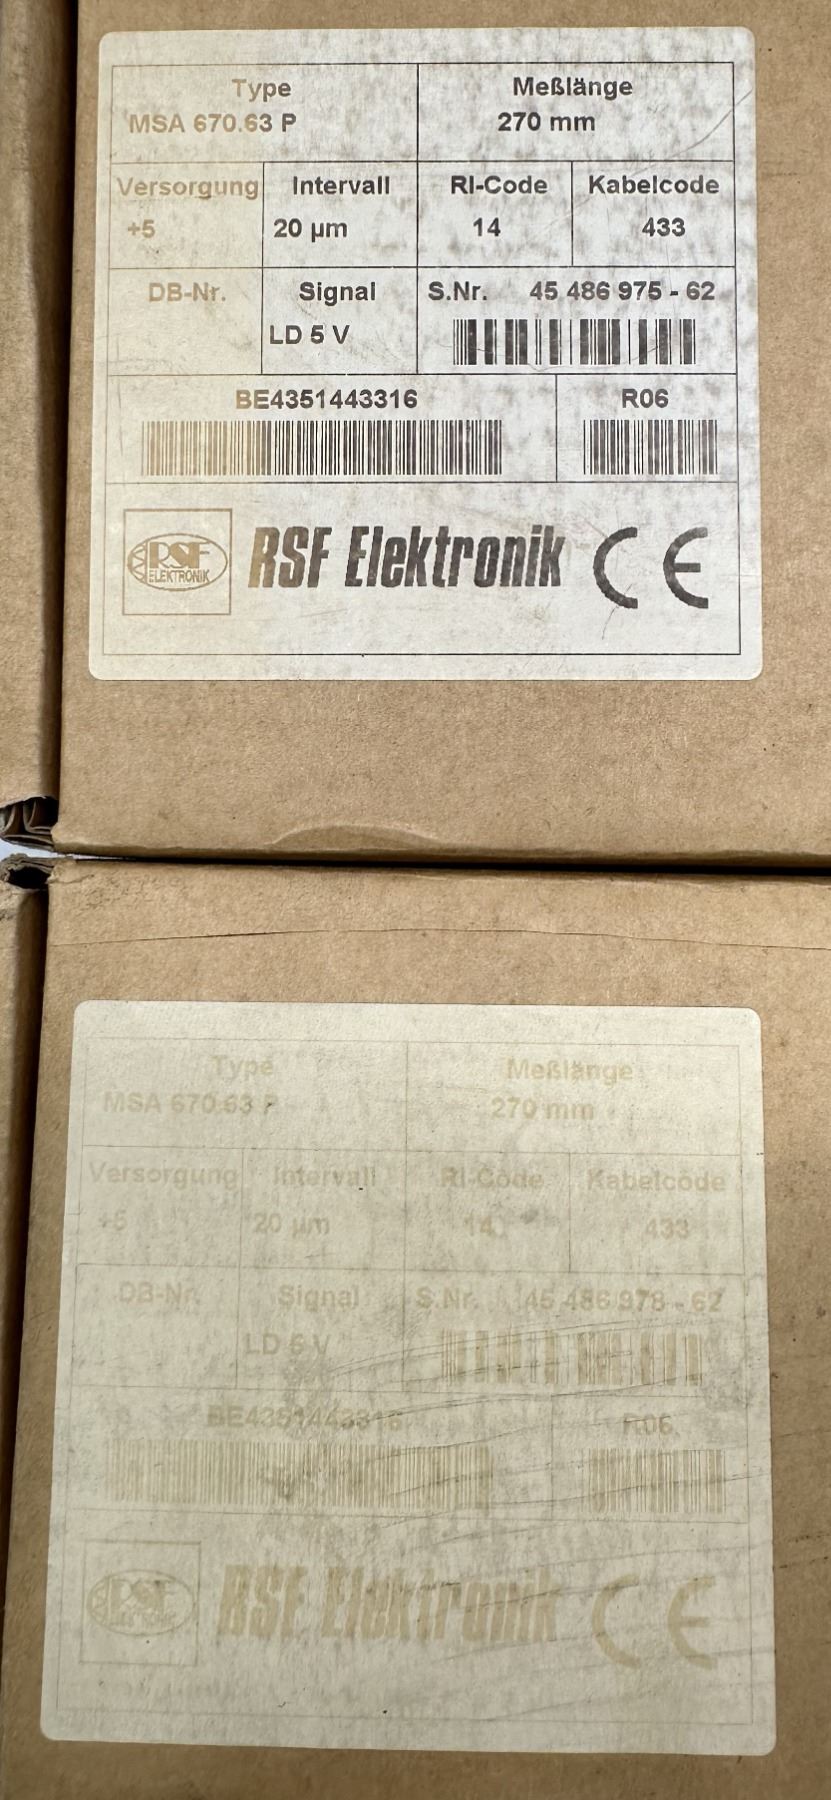 Type Meßlänge
MSA 670.63 P 270 mm
Versorgung Intervall RI-Code Kabelcode
+5 20 µm 14 433
DB-Nr. Signal S.Nr. 45 486 975 - 62
LD 5 V
BE4351443316 R06
RSF ELEKTRONIK RSF Elektronik CE
Type Meßlänge
MSA 670.63 P 270 mm
Versorgung Intervall RI-Code Kabelcode
+5 20 µm 14 433
DB-Nr. Signal S.Nr. 45 486 978 - 62
LD 5 V
BE4351443316 R06
RSF ELEKTRONIK RSF Elektronik CE